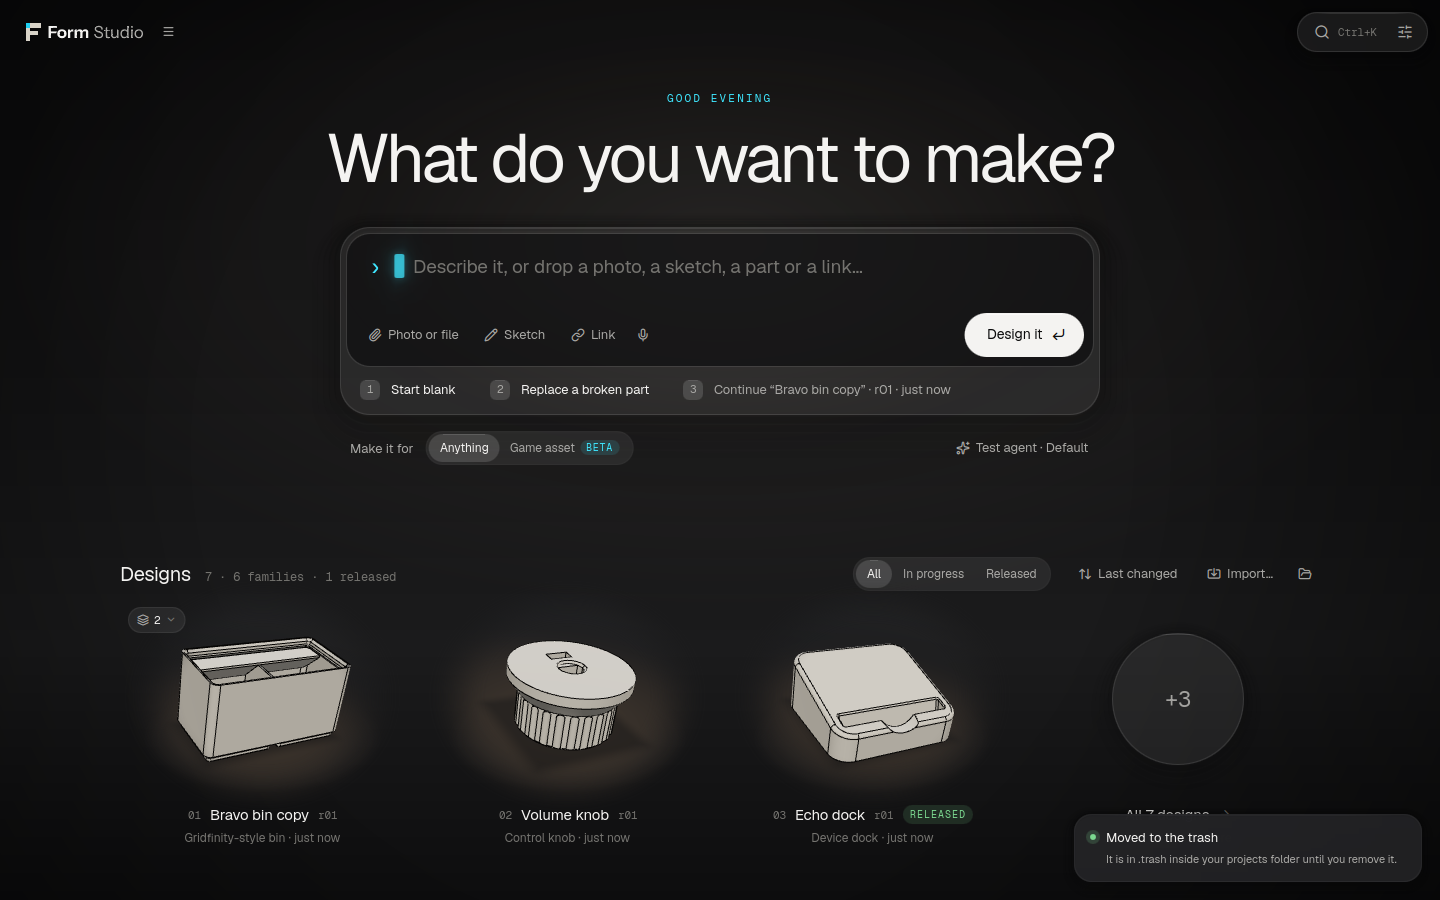 Form Studio
Ctrl+K
GOOD EVENING
What do you want to make?
› Describe it, or drop a photo, a sketch, a part or a link…
Photo or file Sketch Link
Design it
1 Start blank 2 Replace a broken part 3 Continue “Bravo bin copy” · r01 · just now
Make it for Anything Game asset BETA
Test agent · Default
Designs 7 · 6 families · 1 released
All In progress Released
Last changed Import…
2
+3
01 Bravo bin copy r01
Gridfinity-style bin · just now
02 Volume knob r01
Control knob · just now
03 Echo dock r01 RELEASED
Device dock · just now
All 7 designs
Moved to the trash
It is in .trash inside your projects folder until you remove it.